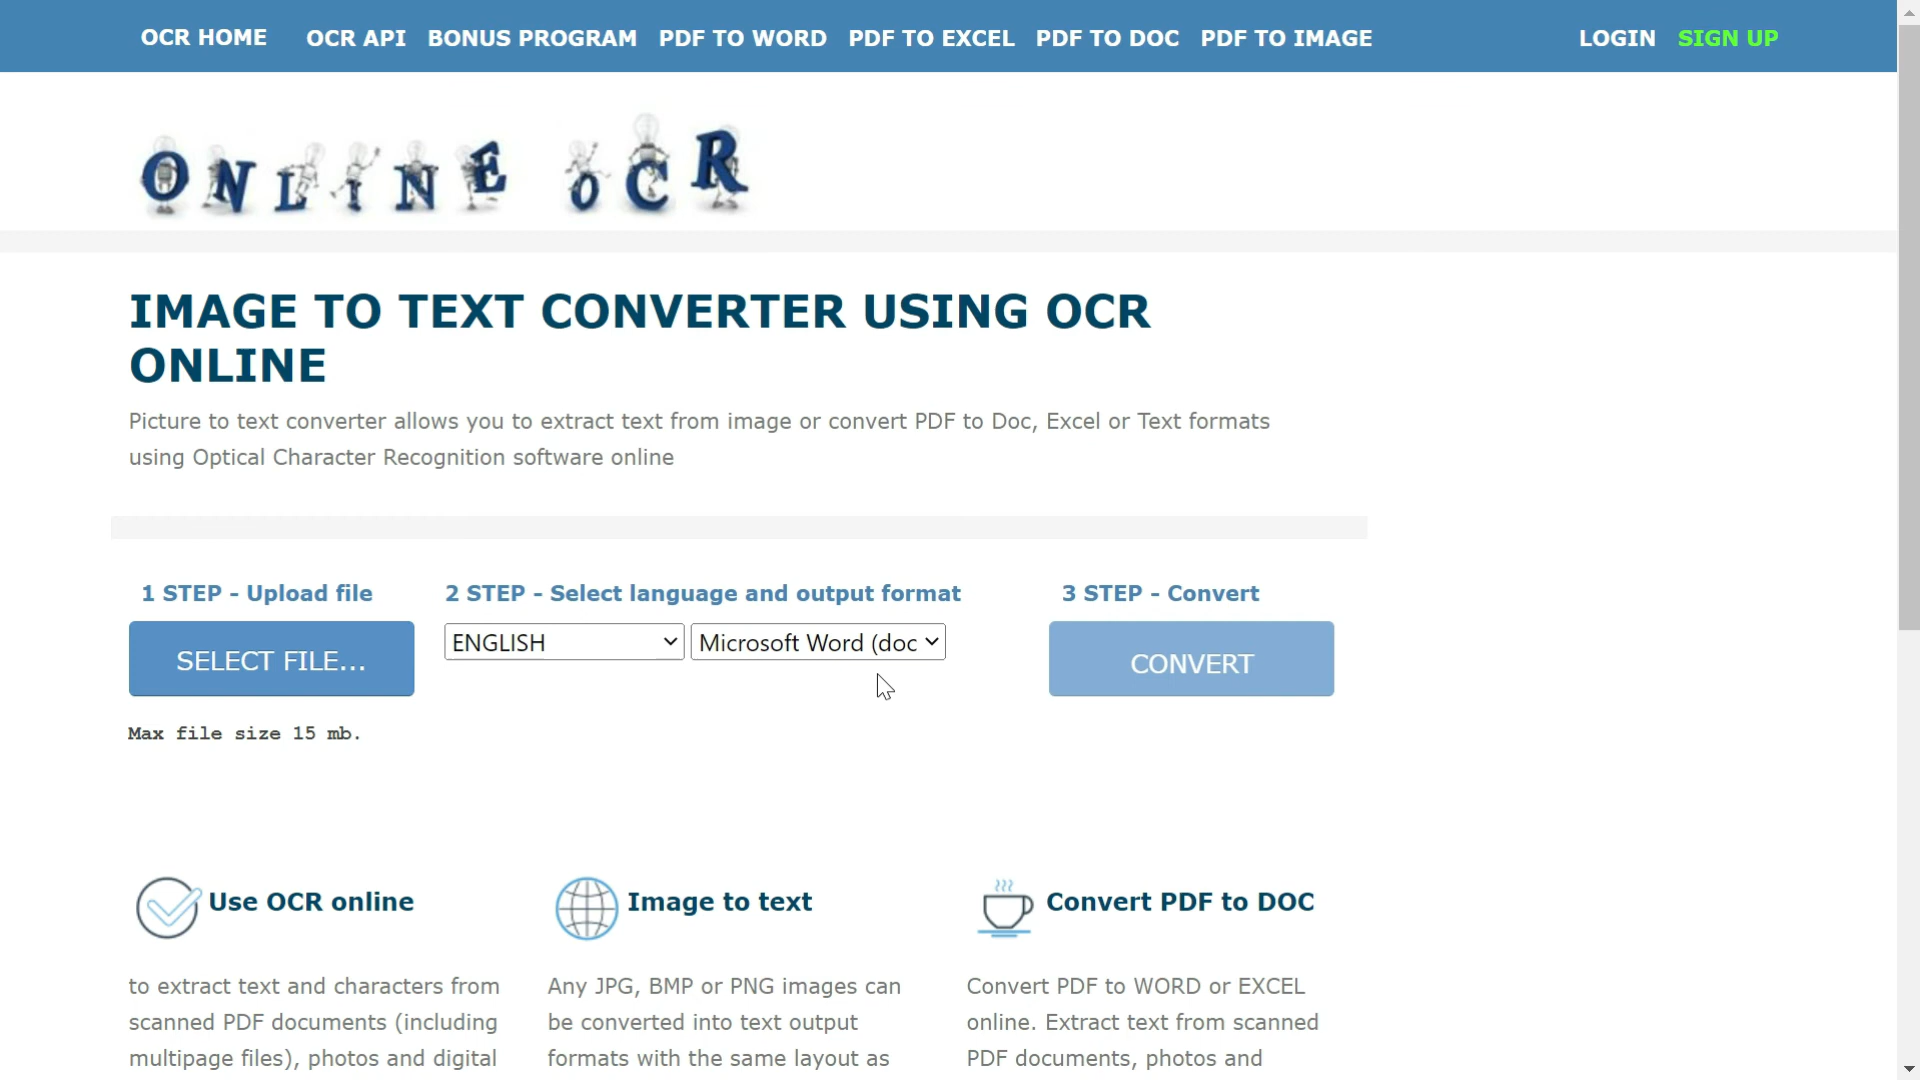 OCR HOME OCR API BONUS PROGRAM PDF TO WORD PDF TO EXCEL PDF TO DOC PDF TO IMAGE LOGIN SIGN UP
ONLINE OCR
IMAGE TO TEXT CONVERTER USING OCR
ONLINE
Picture to text converter allows you to extract text from image or convert PDF to Doc, Excel or Text formats
using Optical Character Recognition software online
1 STEP - Upload file
SELECT FILE...
Max file size 15 mb.
2 STEP - Select language and output format
ENGLISH Microsoft Word (doc
3 STEP - Convert
CONVERT
Use OCR online
to extract text and characters from
scanned PDF documents (including
multipage files), photos and digital
Image to text
Any JPG, BMP or PNG images can
be converted into text output
formats with the same layout as
Convert PDF to DOC
Convert PDF to WORD or EXCEL
online. Extract text from scanned
PDF documents, photos and